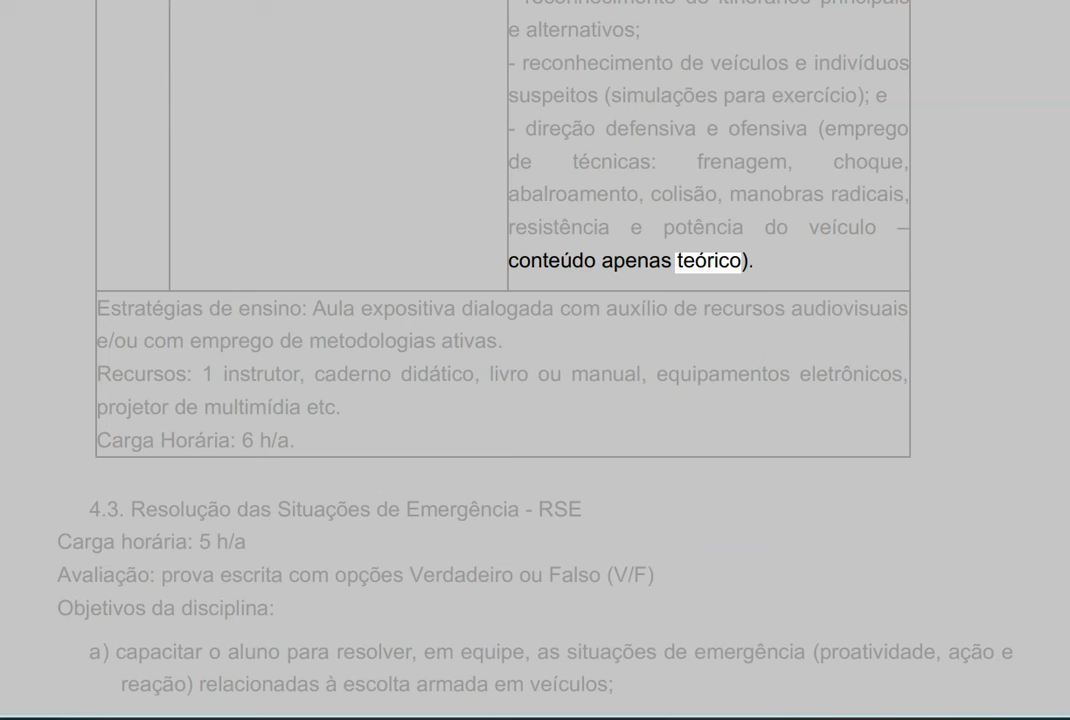 - reconhecimento de itinerários principais
e alternativos;
- reconhecimento de veículos e indivíduos
suspeitos (simulações para exercício); e
- direção defensiva e ofensiva (emprego
de técnicas: frenagem, choque,
abalroamento, colisão, manobras radicais,
resistência e potência do veículo –
conteúdo apenas teórico).
Estratégias de ensino: Aula expositiva dialogada com auxílio de recursos audiovisuais
e/ou com emprego de metodologias ativas.
Recursos: 1 instrutor, caderno didático, livro ou manual, equipamentos eletrônicos,
projetor de multimídia etc.
Carga Horária: 6 h/a.
4.3. Resolução das Situações de Emergência - RSE
Carga horária: 5 h/a
Avaliação: prova escrita com opções Verdadeiro ou Falso (V/F)
Objetivos da disciplina:
a) capacitar o aluno para resolver, em equipe, as situações de emergência (proatividade, ação e
reação) relacionadas à escolta armada em veículos;